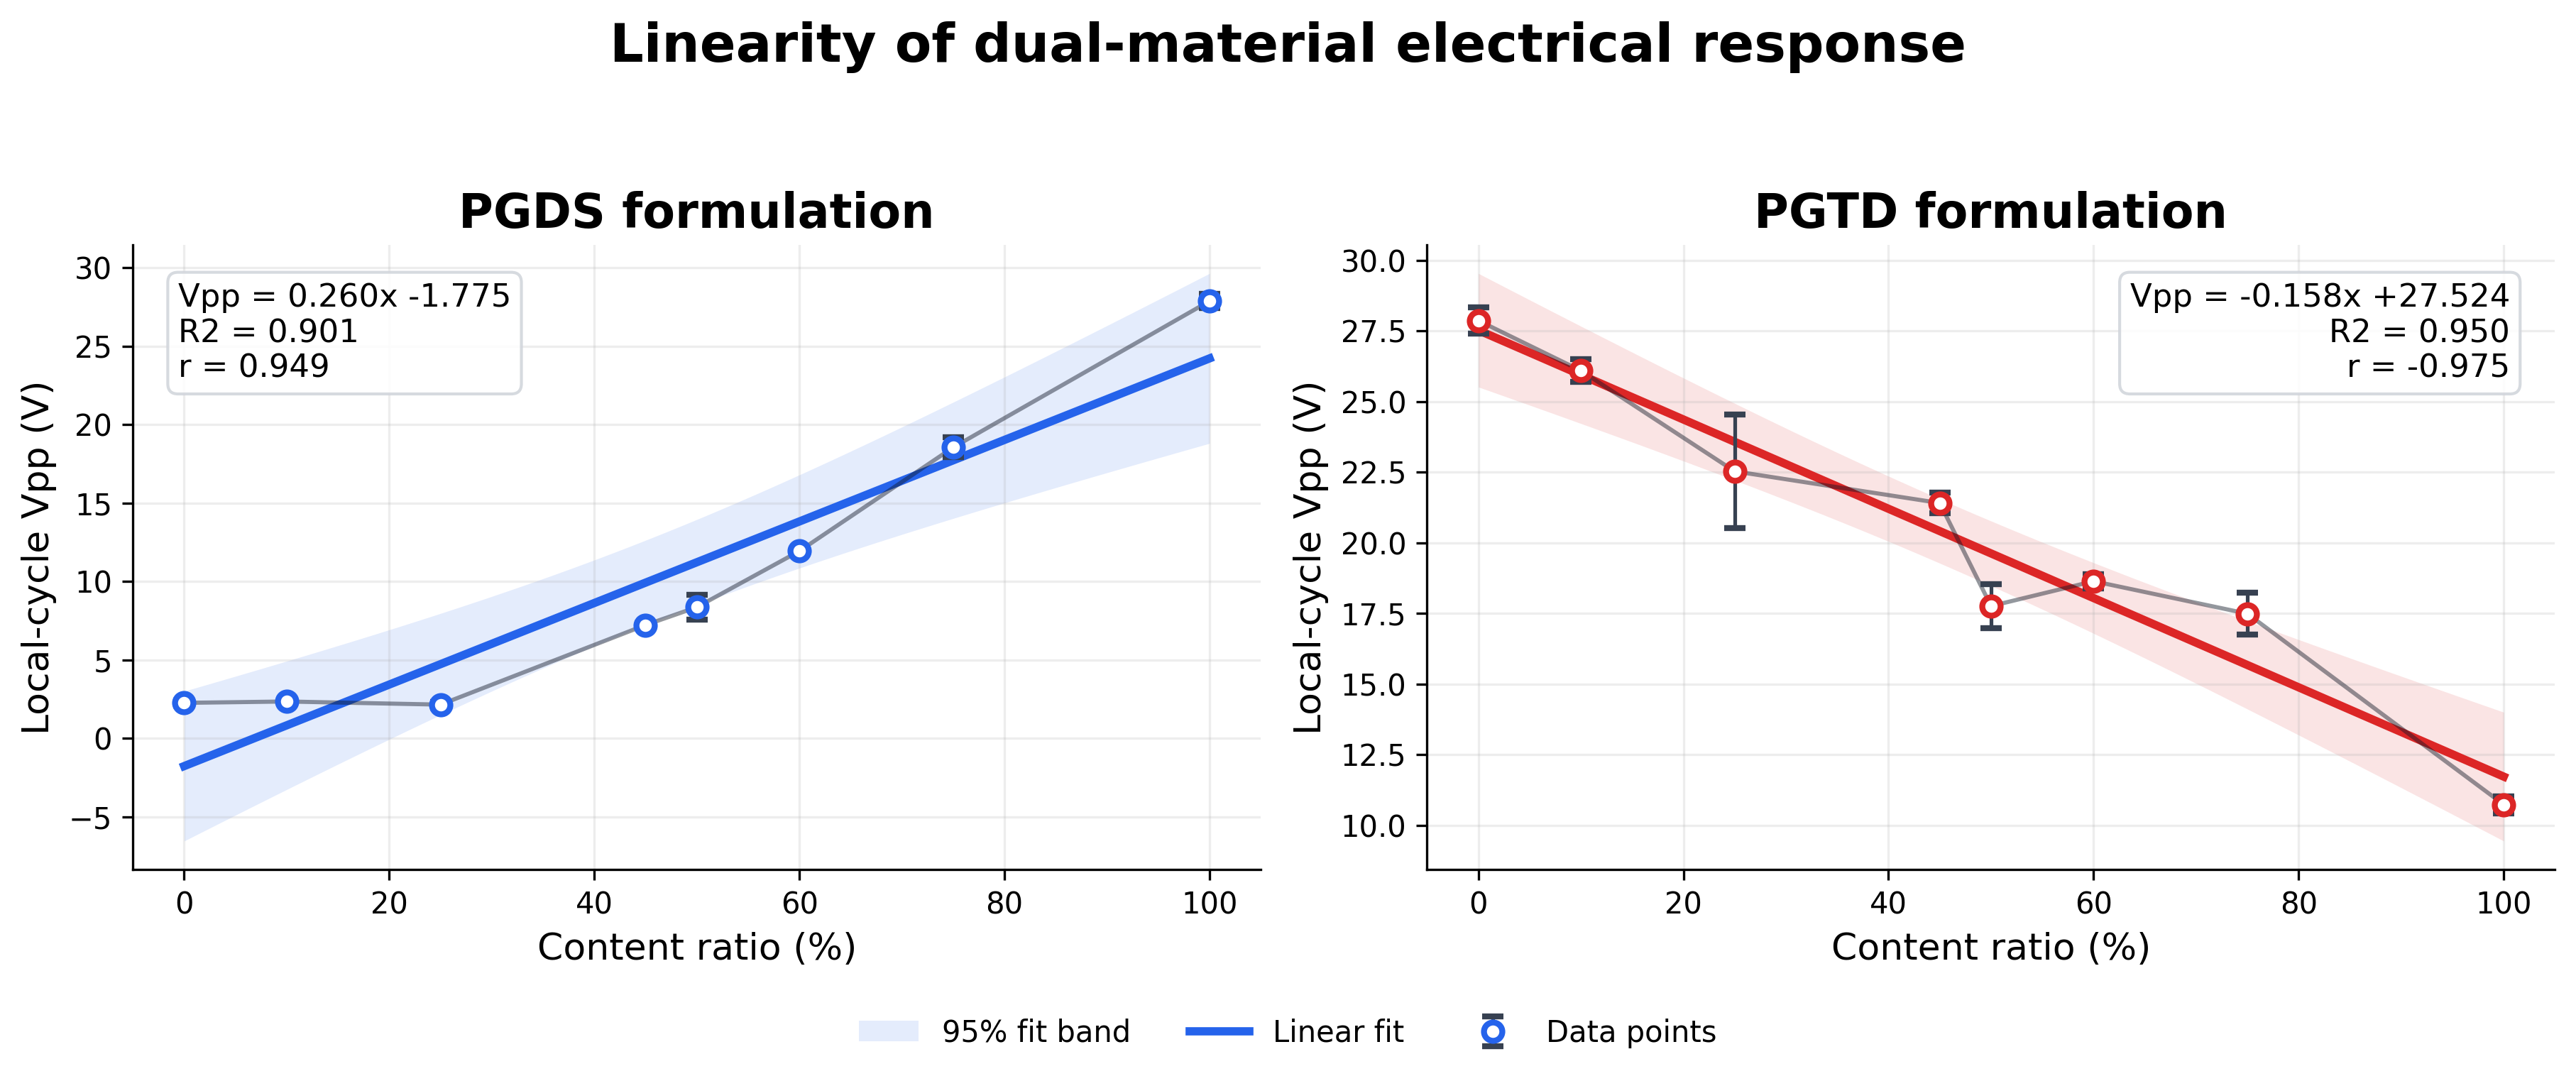 Linearity of dual-material electrical response
PGDS formulation
Vpp = 0.260x -1.775
R2 = 0.901
r = 0.949
Local-cycle Vpp (V)
30
25
20
15
10
5
0
−5
0 20 40 60 80 100
Content ratio (%)
PGTD formulation
Vpp = -0.158x +27.524
R2 = 0.950
r = -0.975
Local-cycle Vpp (V)
30.0
27.5
25.0
22.5
20.0
17.5
15.0
12.5
10.0
0 20 40 60 80 100
Content ratio (%)
95% fit band Linear fit Data points